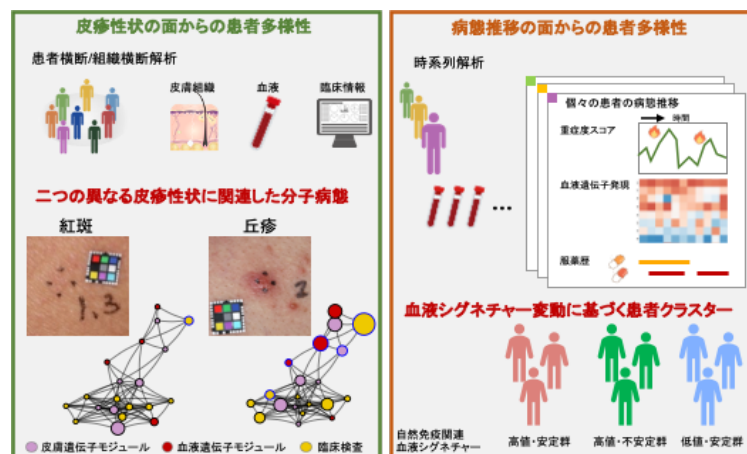 皮疹性状の面からの患者多様性
患者横断/組織横断解析
皮膚組織
血液
臨床情報
二つの異なる皮疹性状に関連した分子病態
紅斑
丘疹
1,3
2
皮膚遺伝子モジュール
血液遺伝子モジュール
臨床検査
病態推移の面からの患者多様性
時系列解析
個々の患者の病態推移
時間
重症度スコア
血液遺伝子発現
服薬歴
...
血液シグネチャー変動に基づく患者クラスター
自然免疫関連
血液シグネチャー
高値・安定群
高値・不安定群
低値・安定群